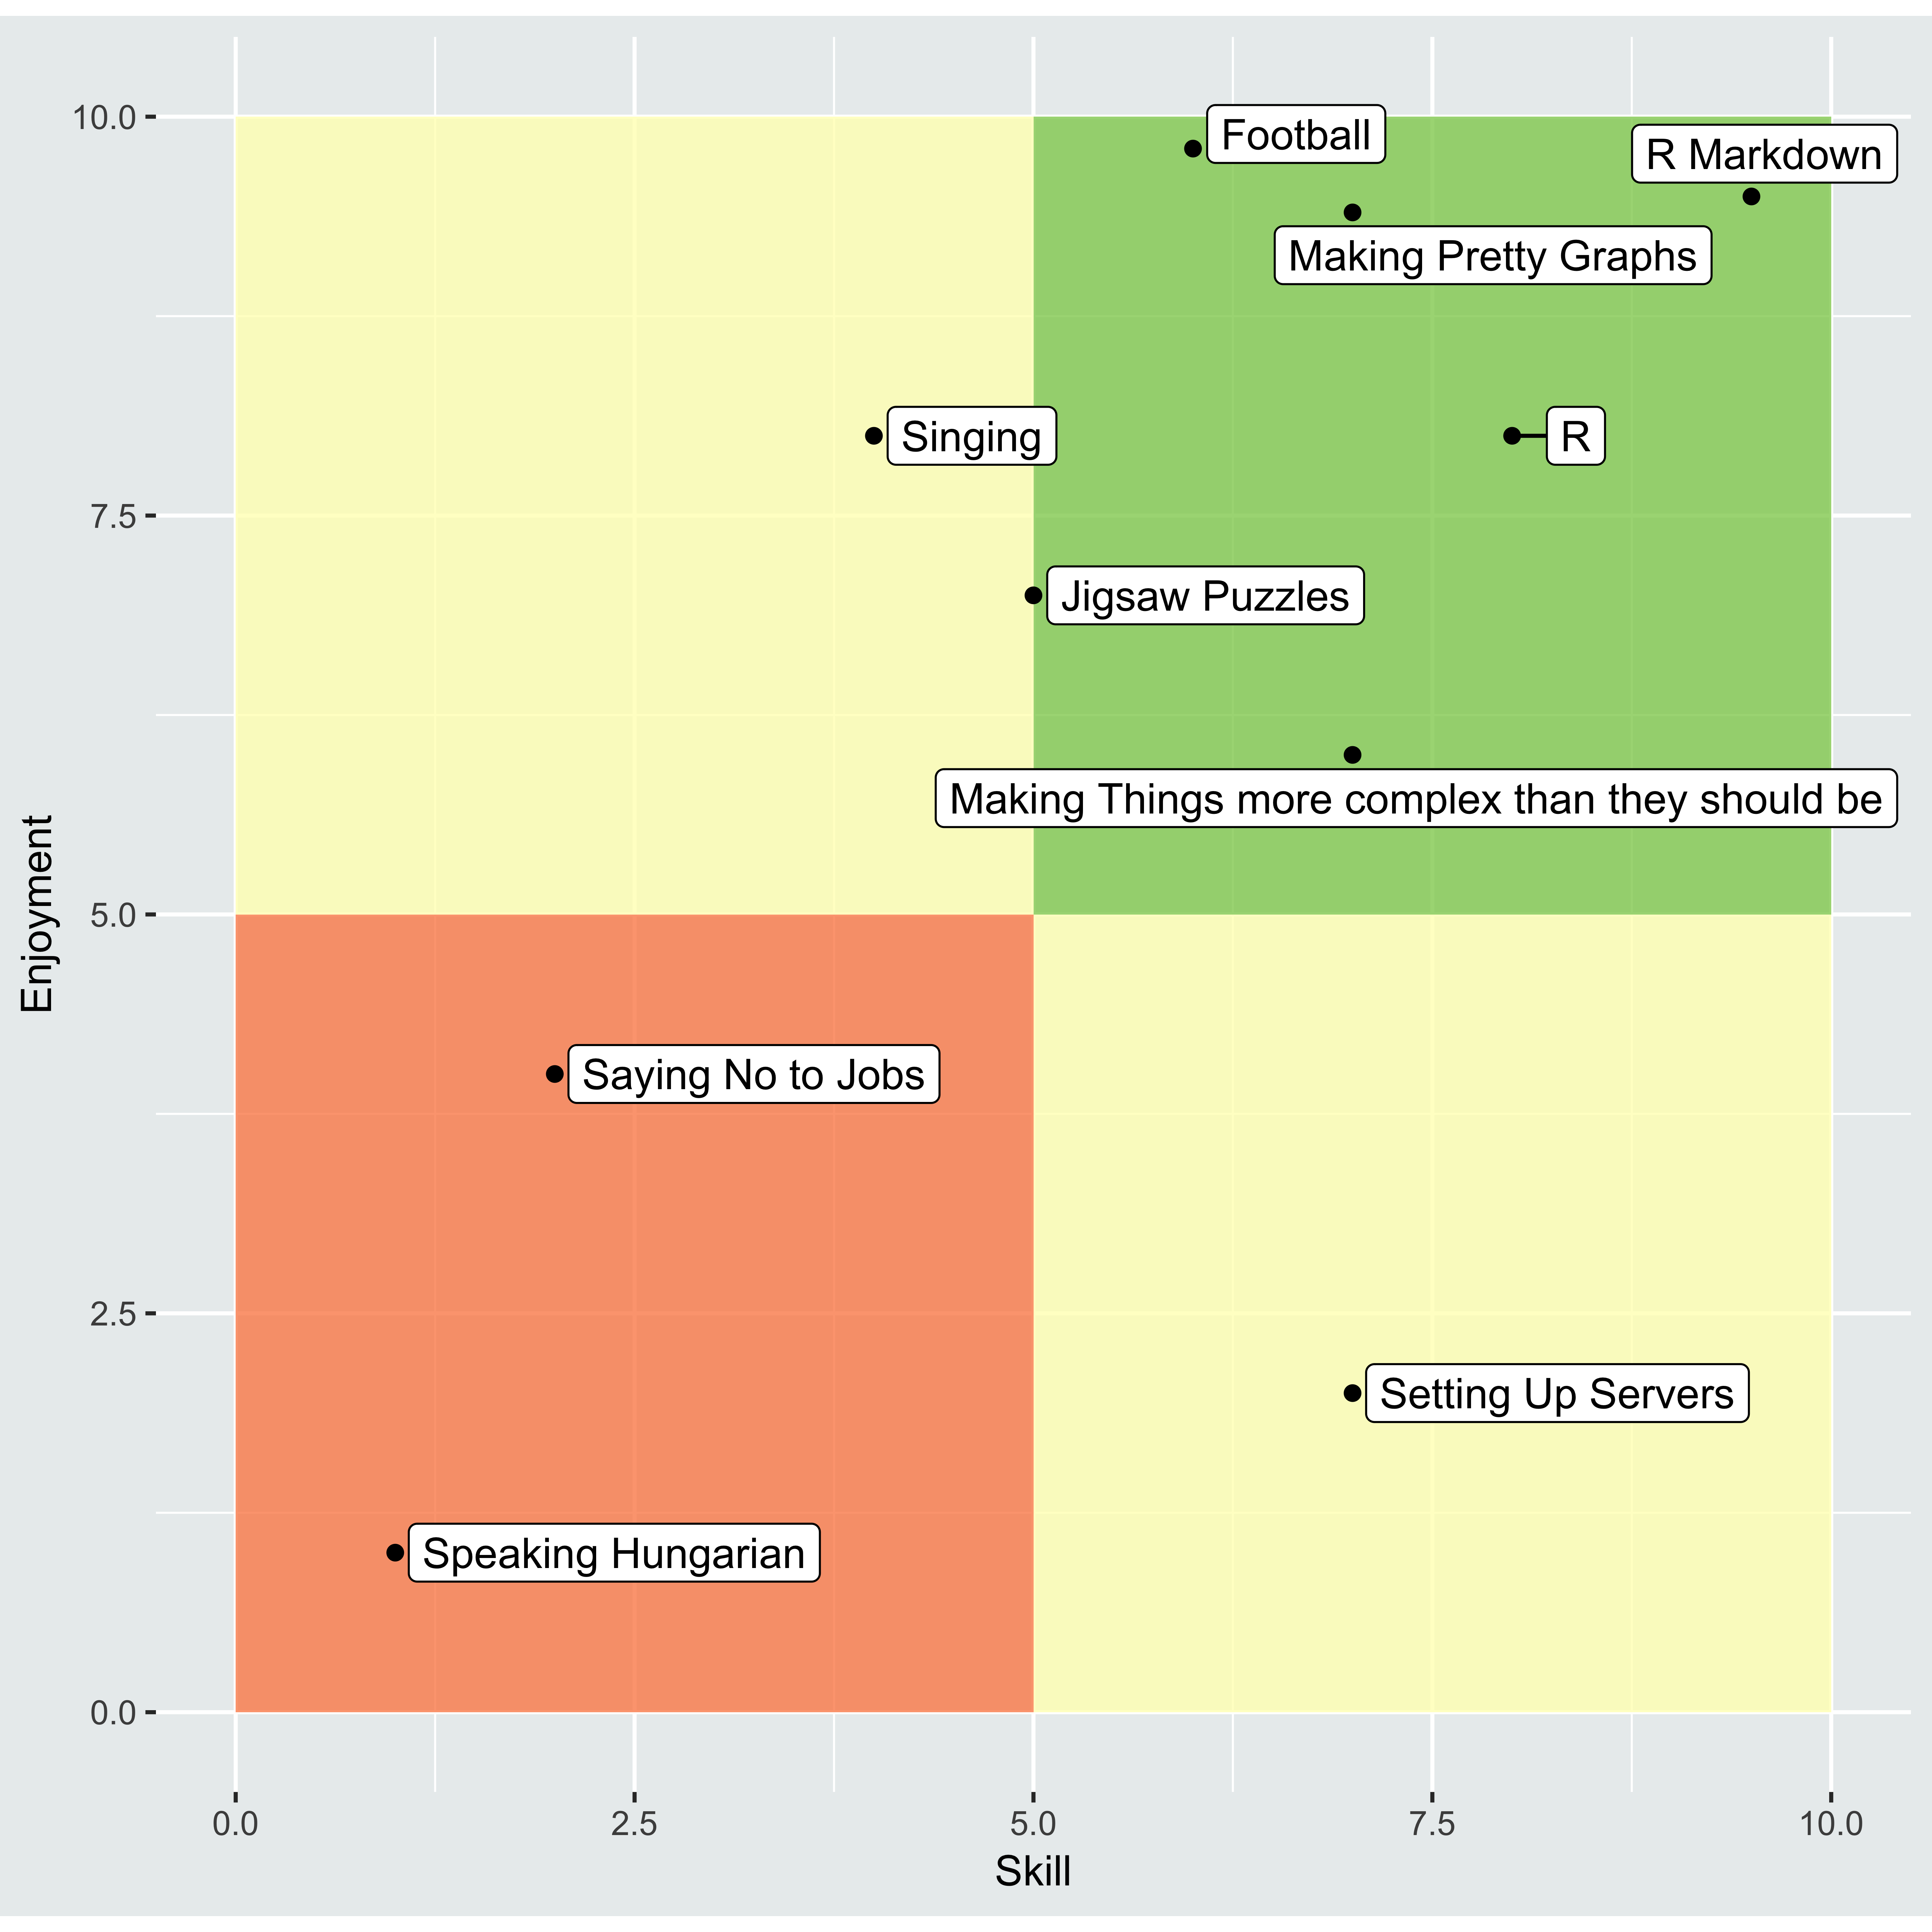 10.0
Football
R Markdown
Making Pretty Graphs
Singing
R
7.5
Jigsaw Puzzles
Making Things more complex than they should be
5.0
Enjoyment
Saying No to Jobs
2.5
Setting Up Servers
Speaking Hungarian
0.0
0.0 2.5 5.0 7.5 10.0
Skill